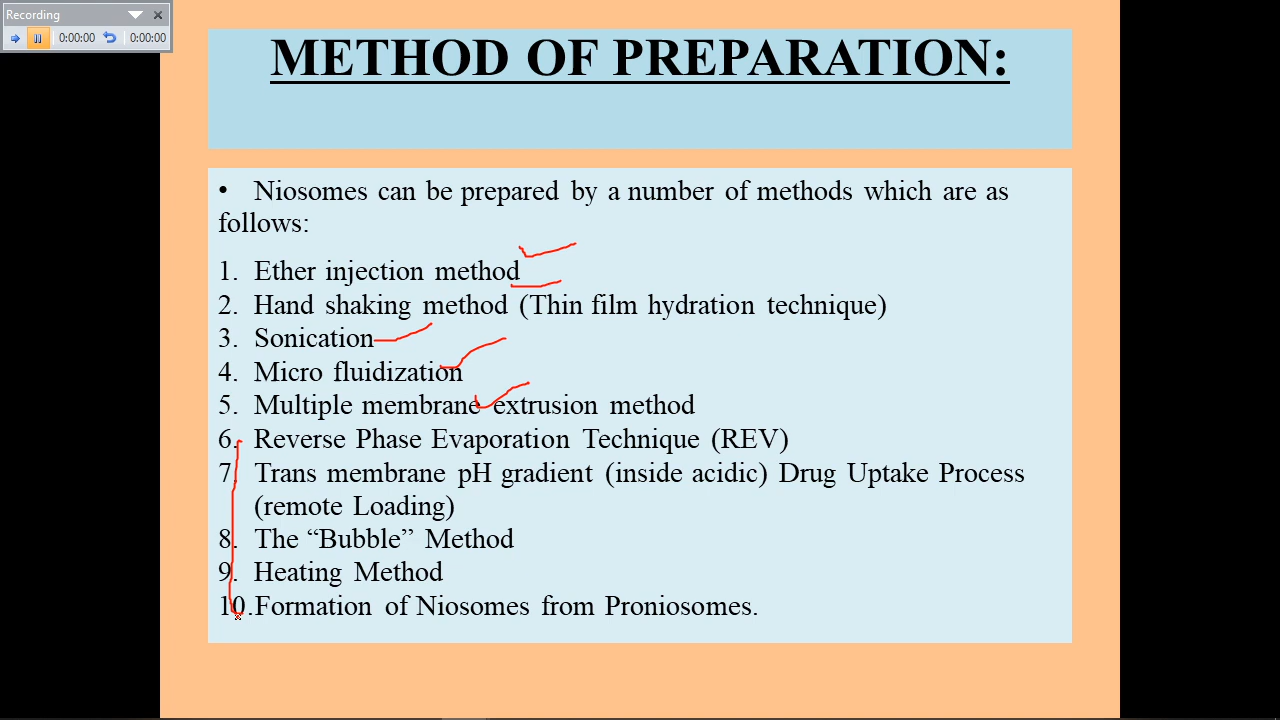 Recording
0:00:00 0:00:00
METHOD OF PREPARATION:
• Niosomes can be prepared by a number of methods which are as
follows:
1. Ether injection method
2. Hand shaking method (Thin film hydration technique)
3. Sonication
4. Micro fluidization
5. Multiple membrane extrusion method
6. Reverse Phase Evaporation Technique (REV)
7. Trans membrane pH gradient (inside acidic) Drug Uptake Process
(remote Loading)
8. The “Bubble” Method
9. Heating Method
10.Formation of Niosomes from Proniosomes.